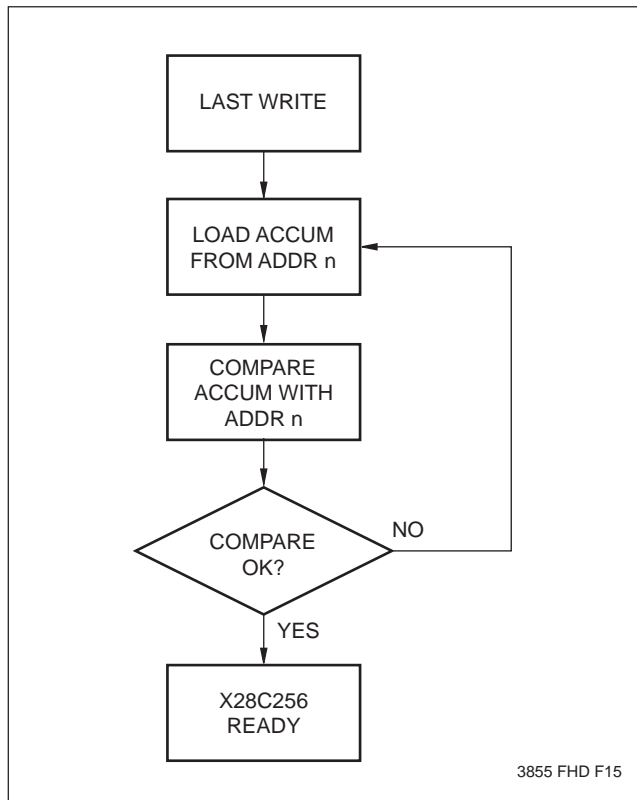 LAST WRITE
LOAD ACCUM
FROM ADDR n
COMPARE
ACCUM WITH
ADDR n
COMPARE
OK?
NO
YES
X28C256
READY
3855 FHD F15